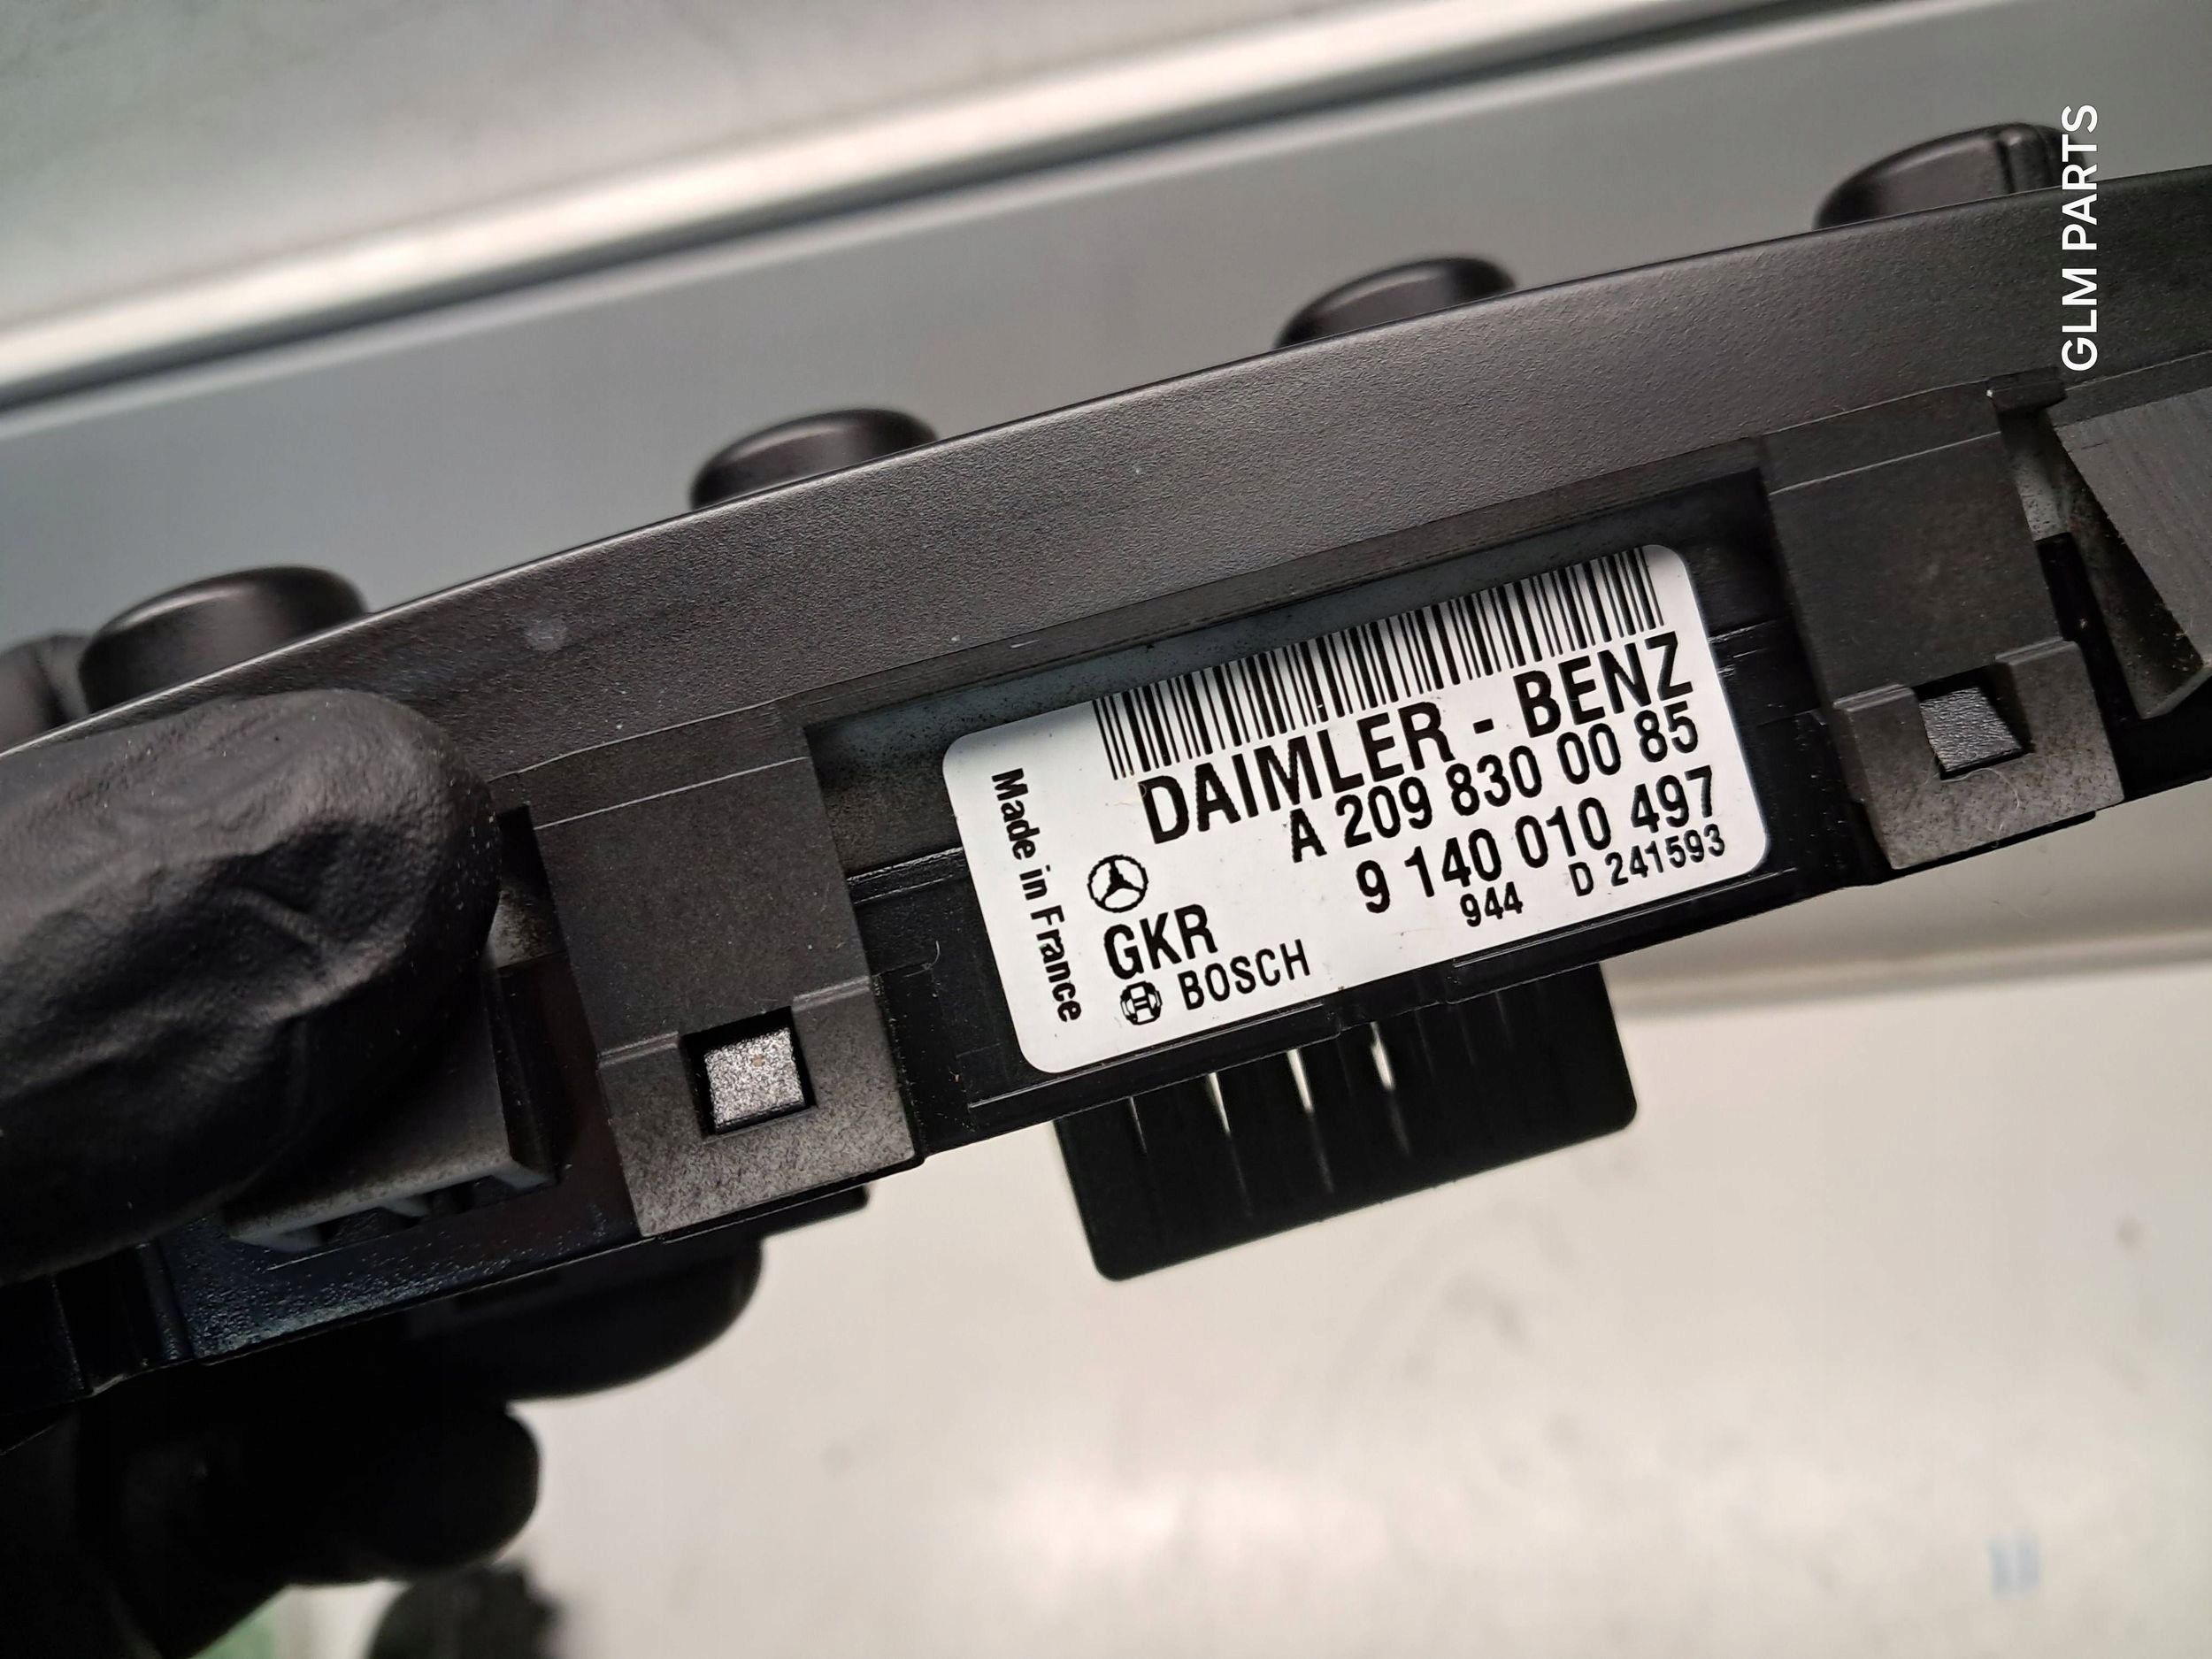 DAIMLER - BENZ
A 209 830 00 85
9 140 010 497
944 D 241593
GKR
BOSCH
Made in France
GLM PARTS